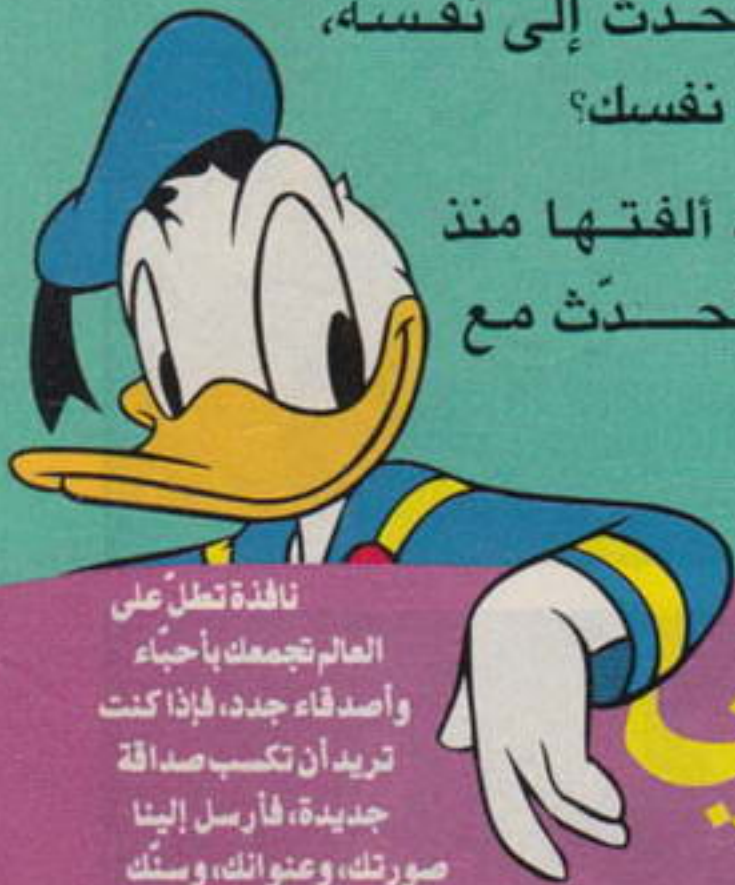 حدث إلى نفسه،
نفسك؟
ألفتها منذ
حدّث مع
نافذة تطلّ على
العالم تجمعك بأحبّاء
وأصدقاء جدد، فإذا كنت
تريد أن تكسب صداقة
جديدة، فأرسل إلينا
صورتك، وعنوانك، وسنّك